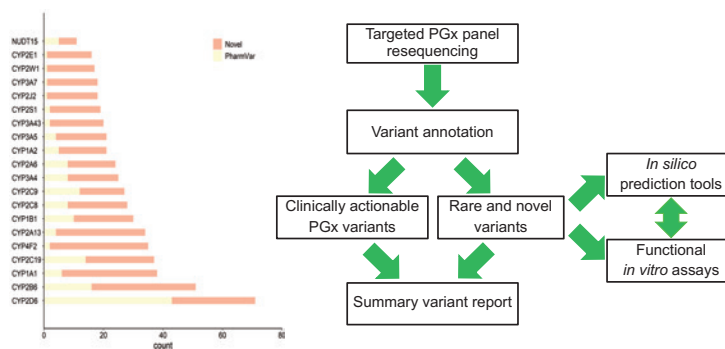 NUDT15
CYP2E1
CYP2W1
CYP3A7
CYP2J2
CYP2S1
CYP3A43
CYP3A5
CYP1A2
CYP2A6
CYP3A4
CYP2C9
CYP2C8
CYP1B1
CYP2A13
CYP4F2
CYP2C19
CYP1A1
CYP2B6
CYP2D6
Novel
PharmVar
0
20
40
60
80
count
Targeted PGx panel
resequencing
Variant annotation
Clinically actionable
PGx variants
Rare and novel
variants
In silico
prediction tools
Functional
in vitro assays
Summary variant report